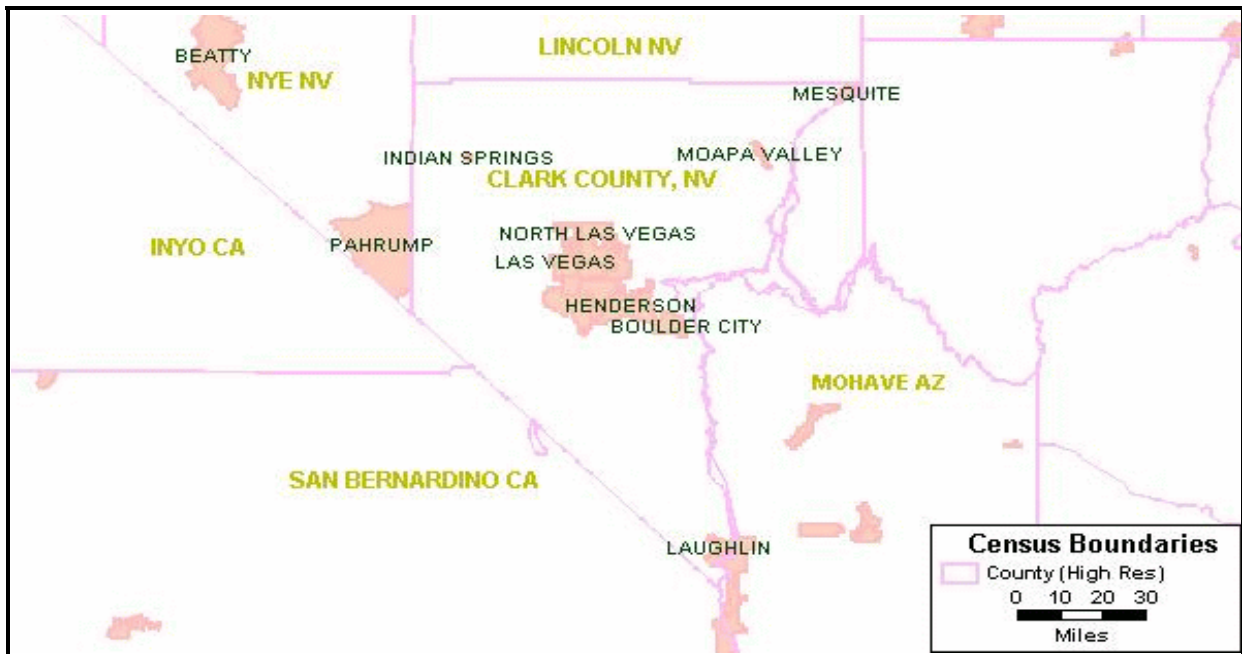 LINCOLN NV
BEATTY
NYE NV
MESQUITE
INDIAN SPRINGS
MOAPA VALLEY
CLARK COUNTY, NV
INYO CA
PAHRUMP
NORTH LAS VEGAS
LAS VEGAS
HENDERSON
BOULDER CITY
MOHAVE AZ
SAN BERNARDINO CA
LAUGHLIN
Census Boundaries
County (High Res)
0 10 20 30
Miles